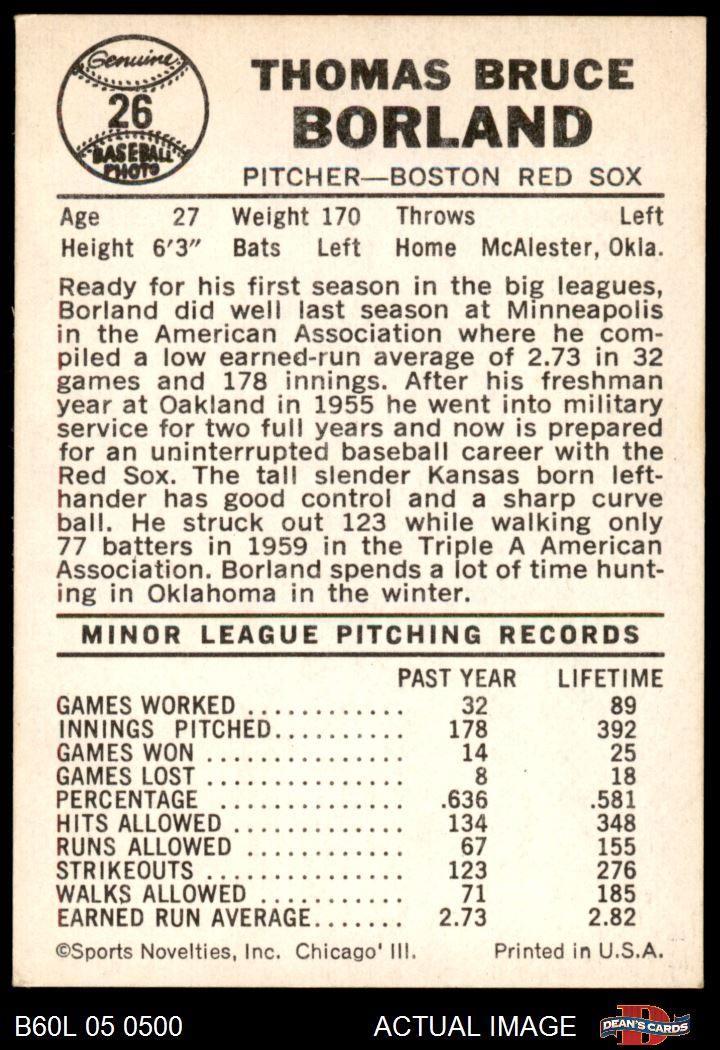 Genuine
26
BASEBALL
PHOTO
THOMAS BRUCE
BORLAND
PITCHER—BOSTON RED SOX
Age 27 Weight 170 Throws Left
Height 6'3" Bats Left Home McAlester, Okla.
Ready for his first season in the big leagues,
Borland did well last season at Minneapolis
in the American Association where he com-
piled a low earned-run average of 2.73 in 32
games and 178 innings. After his freshman
year at Oakland in 1955 he went into military
service for two full years and now is prepared
for an uninterrupted baseball career with the
Red Sox. The tall slender Kansas born left-
hander has good control and a sharp curve
ball. He struck out 123 while walking only
77 batters in 1959 in the Triple A American
Association. Borland spends a lot of time hunt-
ing in Oklahoma in the winter.
MINOR LEAGUE PITCHING RECORDS
PAST YEAR LIFETIME
GAMES WORKED ............ 32 89
INNINGS PITCHED.......... 178 392
GAMES WON .............. 14 25
GAMES LOST .............. 8 18
PERCENTAGE ............. .636 .581
HITS ALLOWED ............ 134 348
RUNS ALLOWED ............ 67 155
STRIKEOUTS .............. 123 276
WALKS ALLOWED ........... 71 185
EARNED RUN AVERAGE....... 2.73 2.82
©Sports Novelties, Inc. Chicago' Ill. Printed in U.S.A.
B60L 05 0500 ACTUAL IMAGE DEAN'S CARDS